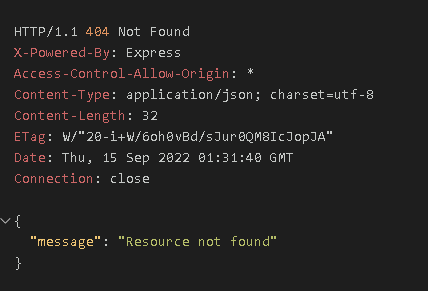 HTTP/1.1 404 Not Found
X-Powered-By: Express
Access-Control-Allow-Origin: *
Content-Type: application/json; charset=utf-8
Content-Length: 32
ETag: W/"20-i+W/6oh0vBd/sJur0QM8IcJopJA"
Date: Thu, 15 Sep 2022 01:31:40 GMT
Connection: close
{
"message": "Resource not found"
}